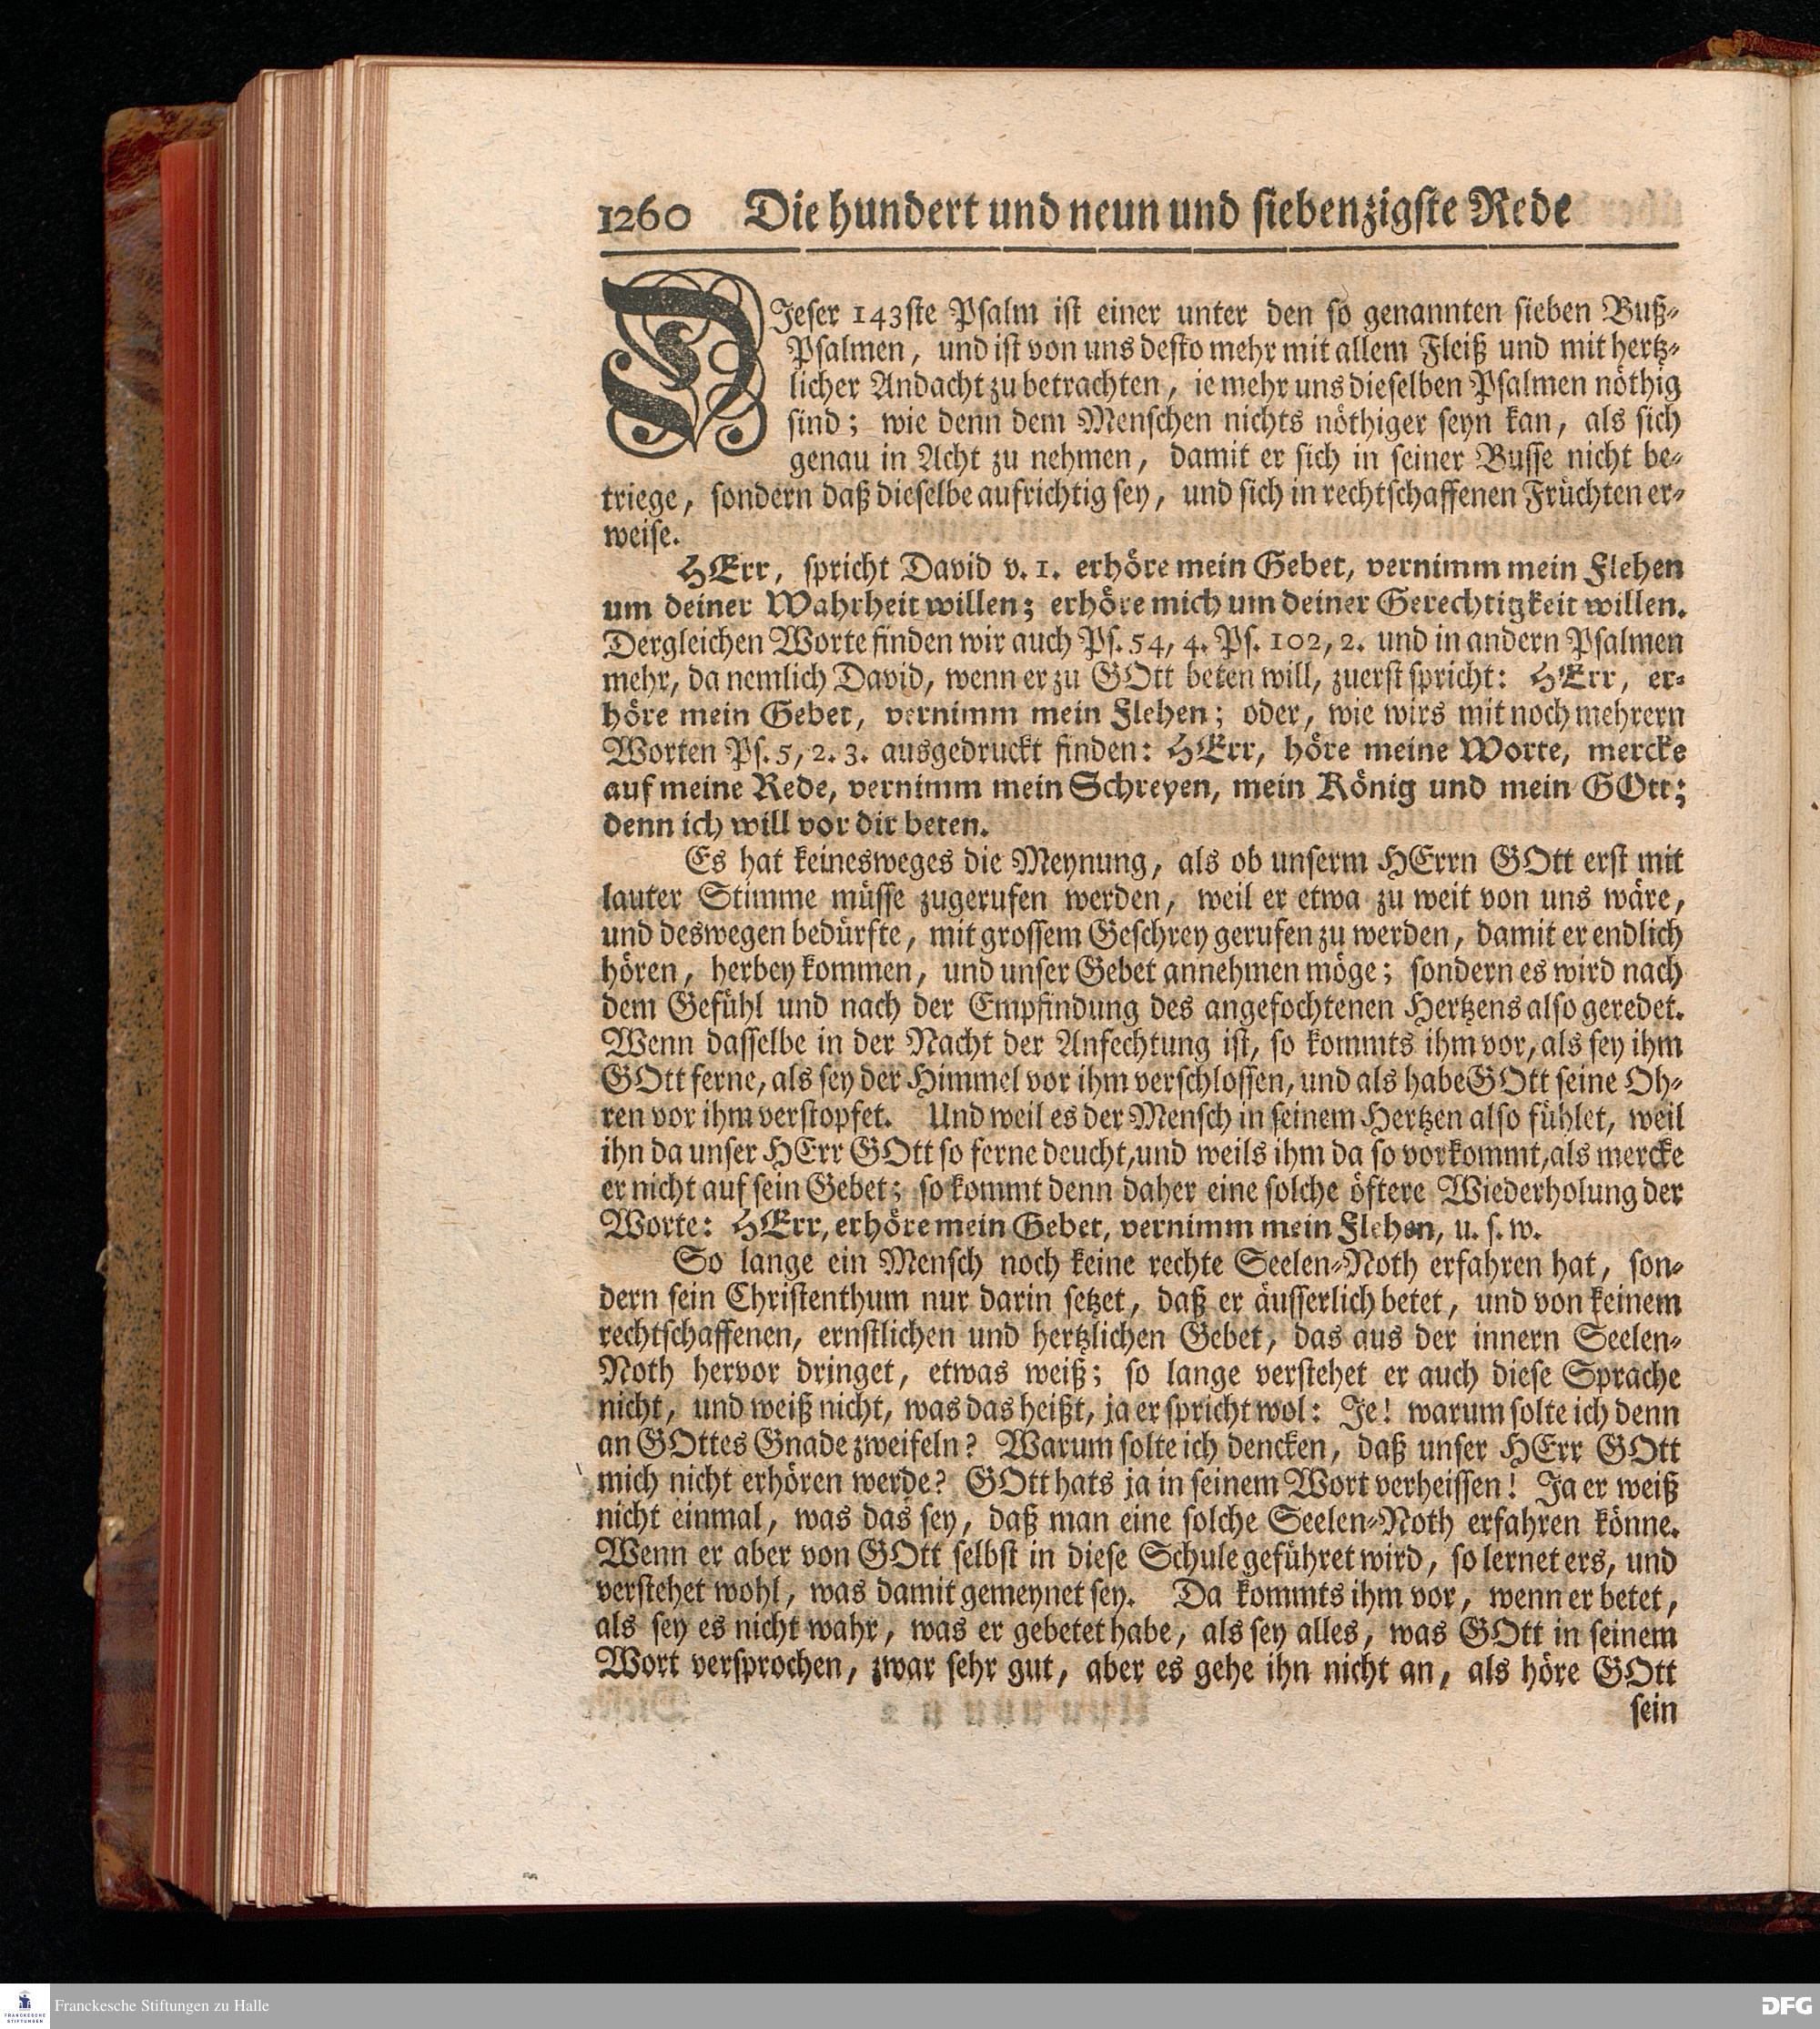 1260 Die hundert und neun und siebenzigste Rede
DJeser 143ste Psalm ist einer unter den so genannten sieben Buß-
Psalmen, und ist von uns desto mehr mit allem Fleiß und mit hertz-
licher Andacht zu betrachten, ie mehr uns dieselben Psalmen nöthig
sind; wie denn dem Menschen nichts nöthiger seyn kan, als sich
genau in Acht zu nehmen, damit er sich in seiner Busse nicht be-
triege, sondern daß dieselbe aufrichtig sey, und sich in rechtschaffenen Früchten er-
weise.
HErr, spricht David v. 1. erhöre mein Gebet, vernimm mein Flehen
um deiner Wahrheit willen; erhöre mich um deiner Gerechtigkeit willen.
Dergleichen Worte finden wir auch Ps. 54, 4. Ps. 102, 2. und in andern Psalmen
mehr, da nemlich David, wenn er zu GOtt beten will, zuerst spricht: HErr, er-
höre mein Gebet, vernimm mein Flehen; oder, wie wirs mit noch mehrern
Worten Ps. 5, 2. 3. ausgedruckt finden: HErr, höre meine Worte, mercke
auf meine Rede, vernimm mein Schreyen, mein König und mein GOtt;
denn ich will vor dir beten.
Es hat keinesweges die Meynung, als ob unserm HErrn GOtt erst mit
lauter Stimme müsse zugerufen werden, weil er etwa zu weit von uns wäre,
und deswegen bedürfte, mit grossem Geschrey gerufen zu werden, damit er endlich
hören, herbey kommen, und unser Gebet annehmen möge; sondern es wird nach
dem Gefühl und nach der Empfindung des angefochtenen Hertzens also geredet.
Wenn dasselbe in der Nacht der Anfechtung ist, so kommts ihm vor, als sey ihm
GOtt ferne, als sey der Himmel vor ihm verschlossen, und als habe GOtt seine Oh-
ren vor ihm verstopfet. Und weil es der Mensch in seinem Hertzen also fühlet, weil
ihn da unser HErr GOtt so ferne deucht, und weils ihm da so vorkommt, als mercke
er nicht auf sein Gebet; so kommt denn daher eine solche öftere Wiederholung der
Worte: HErr, erhöre mein Gebet, vernimm mein Flehen, u. s. w.
So lange ein Mensch noch keine rechte Seelen-Noth erfahren hat, son-
dern sein Christenthum nur darin setzet, daß er äusserlich betet, und von keinem
rechtschaffenen, ernstlichen und hertzlichen Gebet, das aus der innern Seelen-
Noth hervor dringet, etwas weiß; so lange verstehet er auch diese Sprache
nicht, und weiß nicht, was das heißt, ja er spricht wol: Je! warum solte ich denn
an GOttes Gnade zweifeln? Warum solte ich dencken, daß unser HErr GOtt
mich nicht erhören werde? GOtt hats ja in seinem Wort verheissen! Ja er weiß
nicht einmal, was das sey, daß man eine solche Seelen-Noth erfahren könne.
Wenn er aber von GOtt selbst in diese Schule geführet wird, so lernet ers, und
verstehet wohl, was damit gemeynet sey. Da kommts ihm vor, wenn er betet,
als sey es nicht wahr, was er gebetet habe, als sey alles, was GOtt in seinem
Wort versprochen, zwar sehr gut, aber es gehe ihn nicht an, als höre GOtt
sein
FRANCKESCHE
STIFTUNGEN
Franckesche Stiftungen zu Halle
DFG